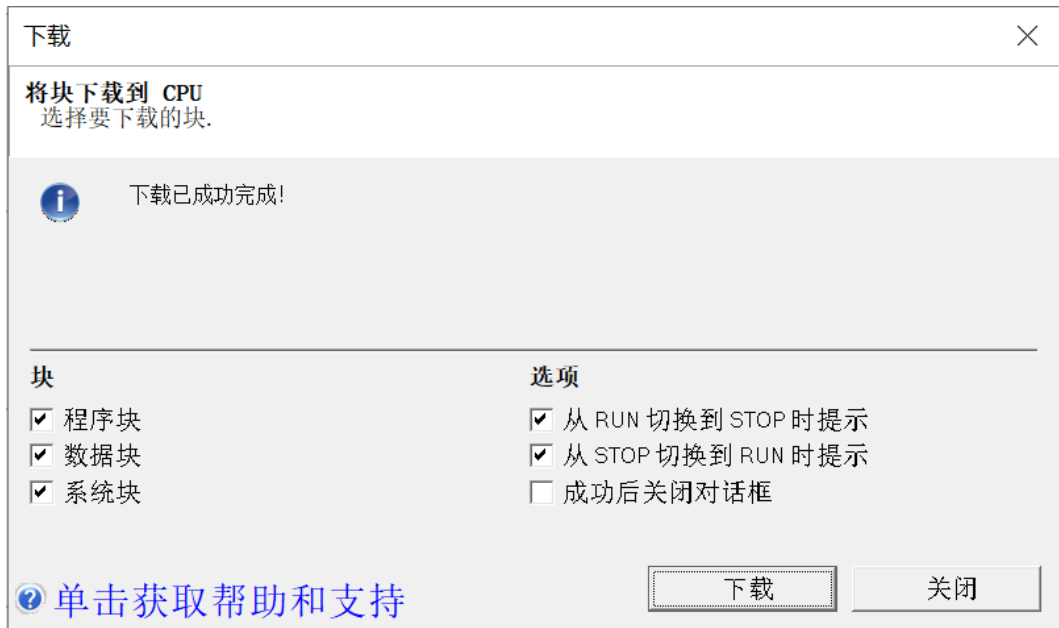 下载
将块下载到 CPU
选择要下载的块.
下载已成功完成!
块
选项
程序块
从 RUN 切换到 STOP 时提示
数据块
从 STOP 切换到 RUN 时提示
系统块
成功后关闭对话框
单击获取帮助和支持
下载
关闭